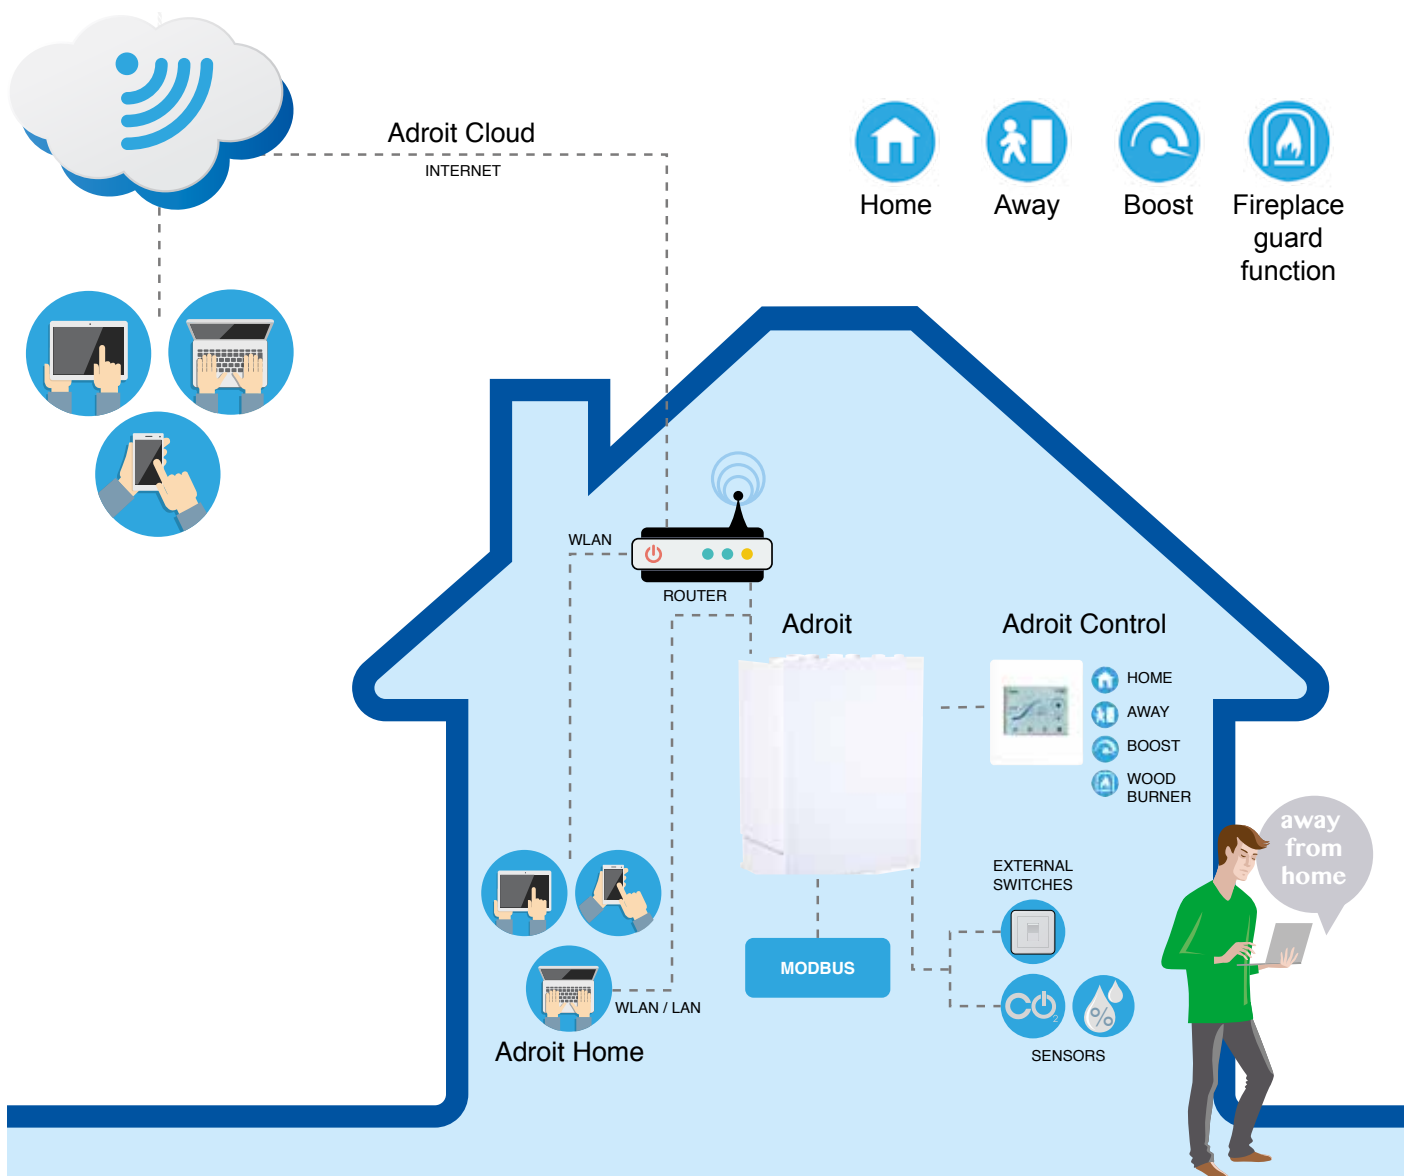 Adroit Cloud
INTERNET
Home
Away
Boost
Fireplace
guard
function
WLAN
ROUTER
Adroit
Adroit Control
HOME
AWAY
BOOST
WOOD
BURNER
away
from
home
EXTERNAL
SWITCHES
MODBUS
CO2
%
SENSORS
WLAN / LAN
Adroit Home